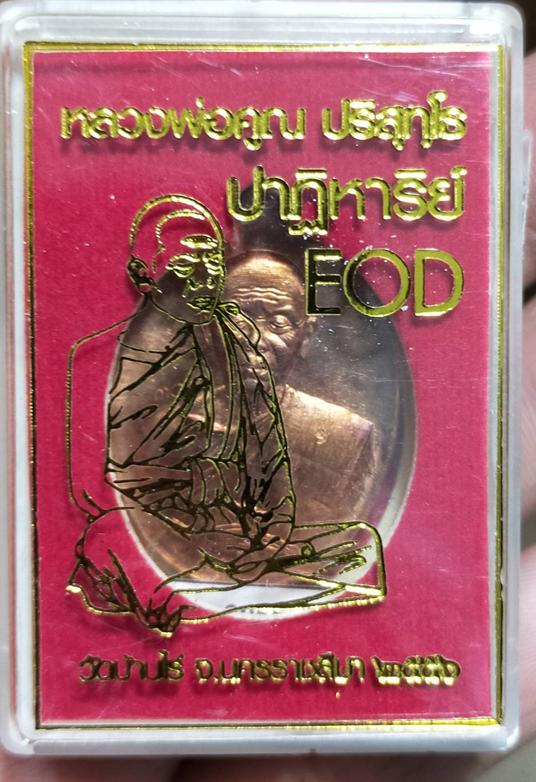 หลวงพ่อคูณ ปริสุทฺโธ
ปาฏิหาริย์
EOD
วัดบ้านไร่ จ.นครราชสีมา ๒๕๕๖